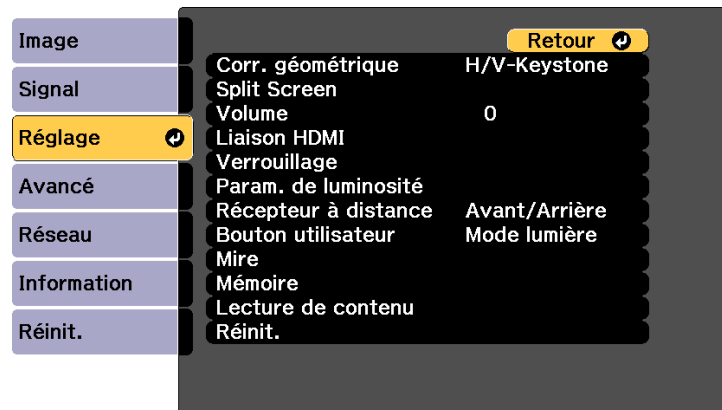 Image
Signal
Réglage
Avancé
Réseau
Information
Réinit.
Retour
Corr. géométrique H/V-Keystone
Split Screen
Volume 0
Liaison HDMI
Verrouillage
Param. de luminosité
Récepteur à distance Avant/Arrière
Bouton utilisateur Mode lumière
Mire
Mémoire
Lecture de contenu
Réinit.